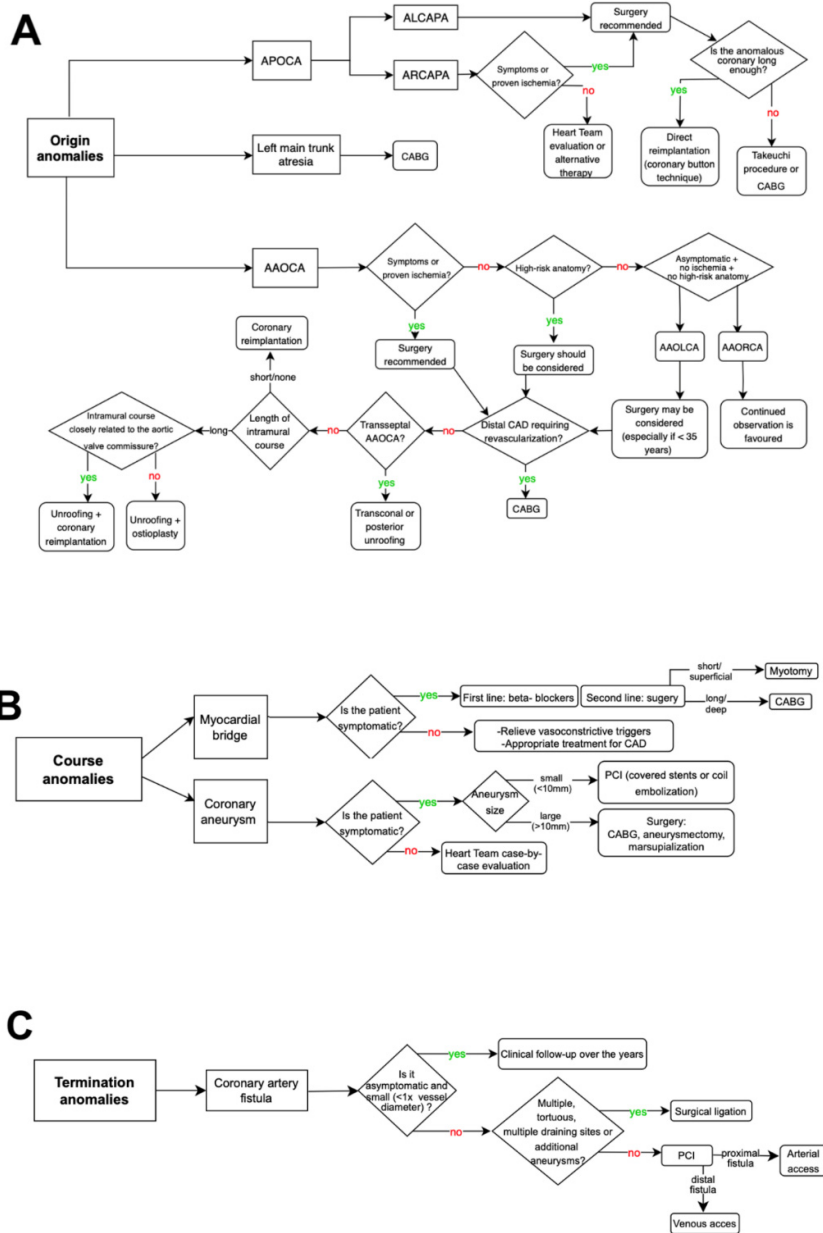 A
Origin
anomalies
APOCA
ALCAPA
ARCAPA
Symptoms or
proven ischemia?
yes
no
Surgery
recommended
Is the anomalous
coronary long
enough?
yes
no
Heart Team
evaluation or
alternative
therapy
Direct
reimplantation
(coronary button
technique)
Takeuchi
procedure or
CABG
Left main trunk
atresia
CABG
AAOCA
Symptoms or
proven ischemia?
no
High-risk anatomy?
no
Asymptomatic +
no ischemia +
no high-risk anatomy
yes
yes
Surgery
recommended
Surgery should
be considered
AAOLCA
AAORCA
Surgery may be
considered
(especially if < 35
years)
Continued
observation is
favoured
Distal CAD requiring
revascularization?
yes
CABG
no
Transseptal
AAOCA?
yes
Transconal or
posterior
unroofing
no
Length of
intramural
course
short/none
Coronary
reimplantation
long
Intramural course
closely related to the aortic
valve commissure?
yes
no
Unroofing +
coronary
reimplantation
Unroofing +
ostioplasty
B
Course
anomalies
Myocardial
bridge
Is the patient
symptomatic?
yes
First line: beta- blockers
Second line: sugery
short/
superficial
Myotomy
long/
deep
CABG
no
-Relieve vasoconstrictive triggers
-Appropriate treatment for CAD
Coronary
aneurysm
Is the patient
symptomatic?
yes
Aneurysm
size
small
(<10mm)
PCI (covered stents or coil
embolization)
large
(>10mm)
Surgery:
CABG, aneurysmectomy,
marsupialization
no
Heart Team case-by-
case evaluation
C
Termination
anomalies
Coronary artery
fistula
Is it
asymptomatic and
small (<1x vessel
diameter) ?
yes
Clinical follow-up over the years
no
Multiple,
tortuous,
multiple draining sites or
additional
aneurysms?
yes
Surgical ligation
no
PCI
proximal
fistula
Arterial
access
distal
fistula
Venous acces